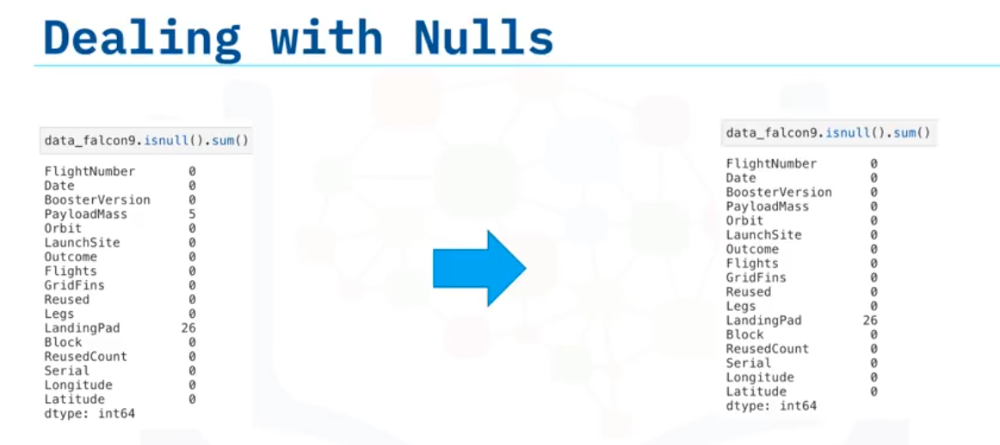 Dealing with Nulls
data_falcon9.isnull().sum()
FlightNumber 0
Date 0
BoosterVersion 0
PayloadMass 5
Orbit 0
LaunchSite 0
Outcome 0
Flights 0
GridFins 0
Reused 0
Legs 0
LandingPad 26
Block 0
ReusedCount 0
Serial 0
Longitude 0
Latitude 0
dtype: int64
data_falcon9.isnull().sum()
FlightNumber 0
Date 0
BoosterVersion 0
PayloadMass 0
Orbit 0
LaunchSite 0
Outcome 0
Flights 0
GridFins 0
Reused 0
Legs 0
LandingPad 26
Block 0
ReusedCount 0
Serial 0
Longitude 0
Latitude 0
dtype: int64